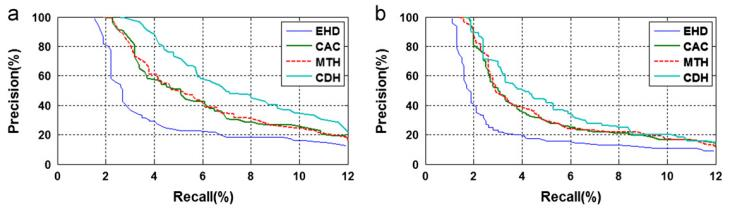 a
Precision(%)
100
80
60
40
20
0
0 2 4 6 8 10 12
Recall(%)
EHD
CAC
MTH
CDH
b
Precision(%)
100
80
60
40
20
0
0 2 4 6 8 10 12
Recall(%)
EHD
CAC
MTH
CDH